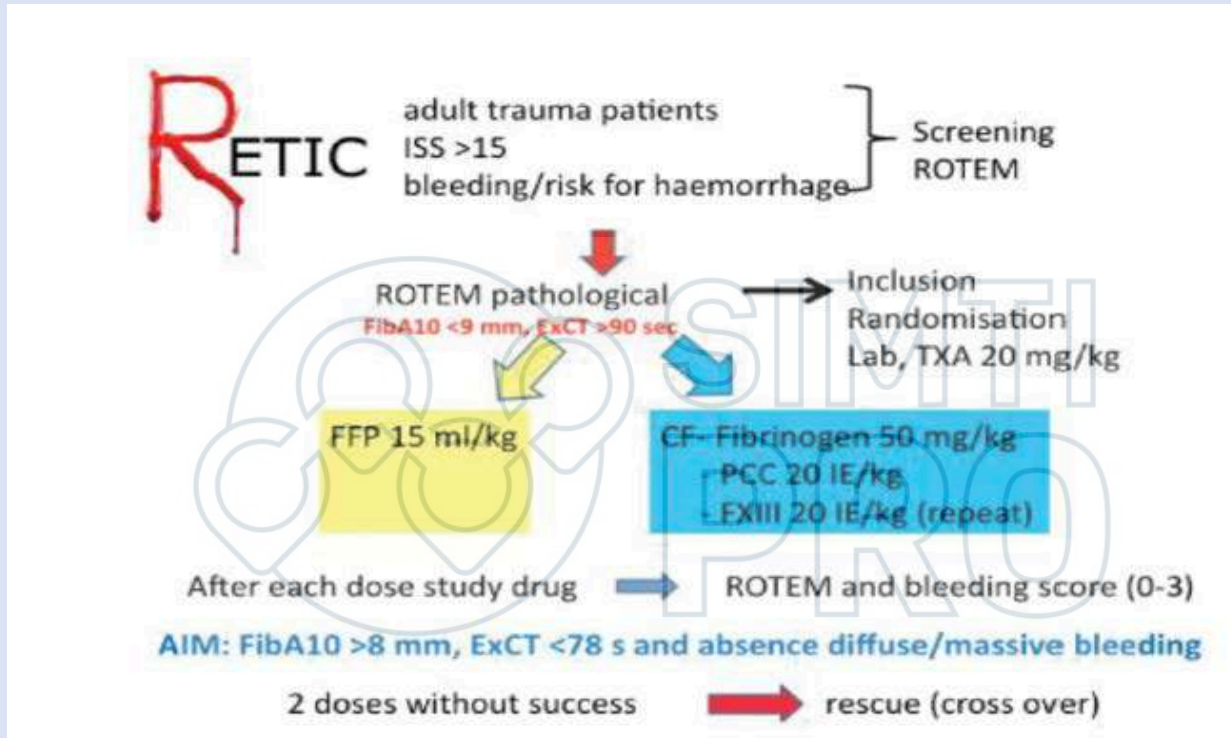 RETIC
adult trauma patients
ISS >15
bleeding/risk for haemorrhage
Screening
ROTEM
ROTEM pathological
FibA10 <9 mm, ExCT >90 sec
Inclusion
Randomisation
Lab, TXA 20 mg/kg
FFP 15 ml/kg
CF- Fibrinogen 50 mg/kg
- PCC 20 IE/kg
- FXIII 20 IE/kg (repeat)
After each dose study drug
ROTEM and bleeding score (0-3)
AIM: FibA10 >8 mm, ExCT <78 s and absence diffuse/massive bleeding
2 doses without success
rescue (cross over)
SIMTI
PRO